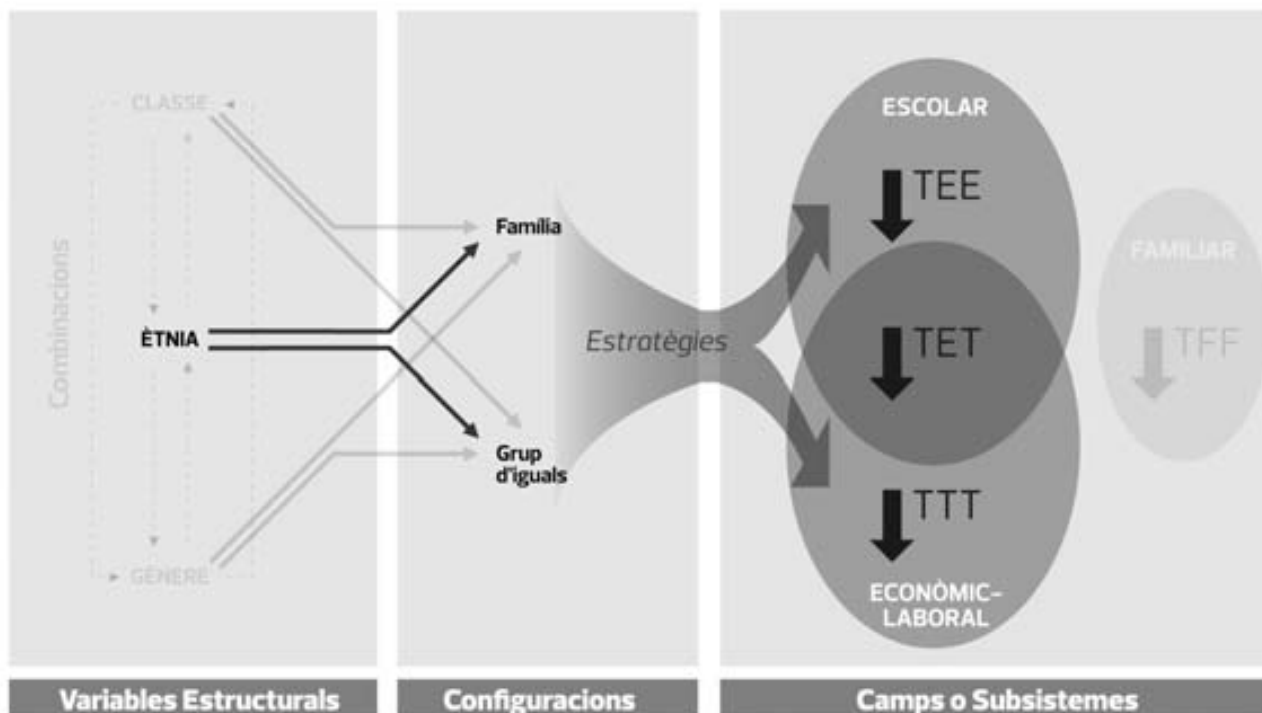 CLASSE
Combinacions
ÈTNIA
GÈNERE
Família
Grup
d'iguals
Estratègies
ESCOLAR
TEE
TET
TTT
ECONÒMIC-
LABORAL
FAMILIAR
TFF
Variables Estructurals
Configuracions
Camps o Subsistemes